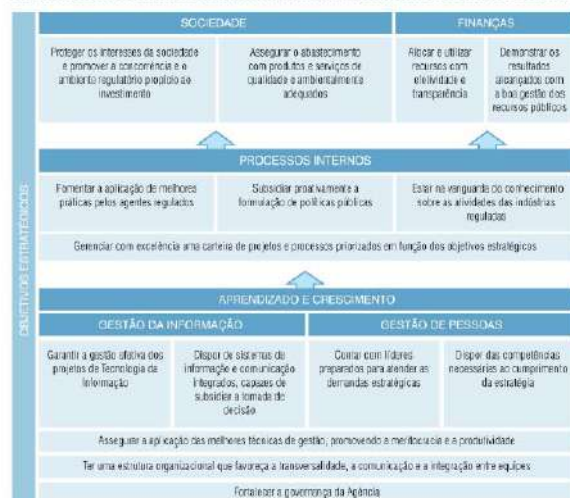 SOCIEDADE
Proteger os interesses da sociedade
e promover a concorrência e o
ambiente regulatório propício ao
investimento
Assegurar o abastecimento
com produtos e serviços de
qualidade e ambientalmente
adequados
FINANÇAS
Alocar e utilizar
recursos com
efetividade e
transparência
Demonstrar os
resultados
alcançados com
a boa gestão dos
recursos públicos
OBJETIVOS ESTRATÉGICOS
PROCESSOS INTERNOS
Fomentar a aplicação de melhores
práticas pelos agentes regulados
Subsidiar proativamente a
formulação de políticas públicas
Estar na vanguarda do conhecimento
sobre as atividades das indústrias
reguladas
Gerenciar com excelência uma carteira de projetos e processos priorizados em função dos objetivos estratégicos
APRENDIZADO E CRESCIMENTO
GESTÃO DA INFORMAÇÃO
Garantir a gestão efetiva dos
projetos de Tecnologia da
Informação
Dispor de sistemas de
informação e comunicação
integrados, capazes de
subsidiar a tomada de
decisão
GESTÃO DE PESSOAS
Contar com líderes
preparados para atender as
demandas estratégicas
Dispor das competências
necessárias ao cumprimento
da estratégia
Assegurar a aplicação das melhores técnicas de gestão, promovendo a meritocracia e a produtividade
Ter uma estrutura organizacional que favoreça a transversalidade, a comunicação e a integração entre equipes
Fortalecer a governança da Agência